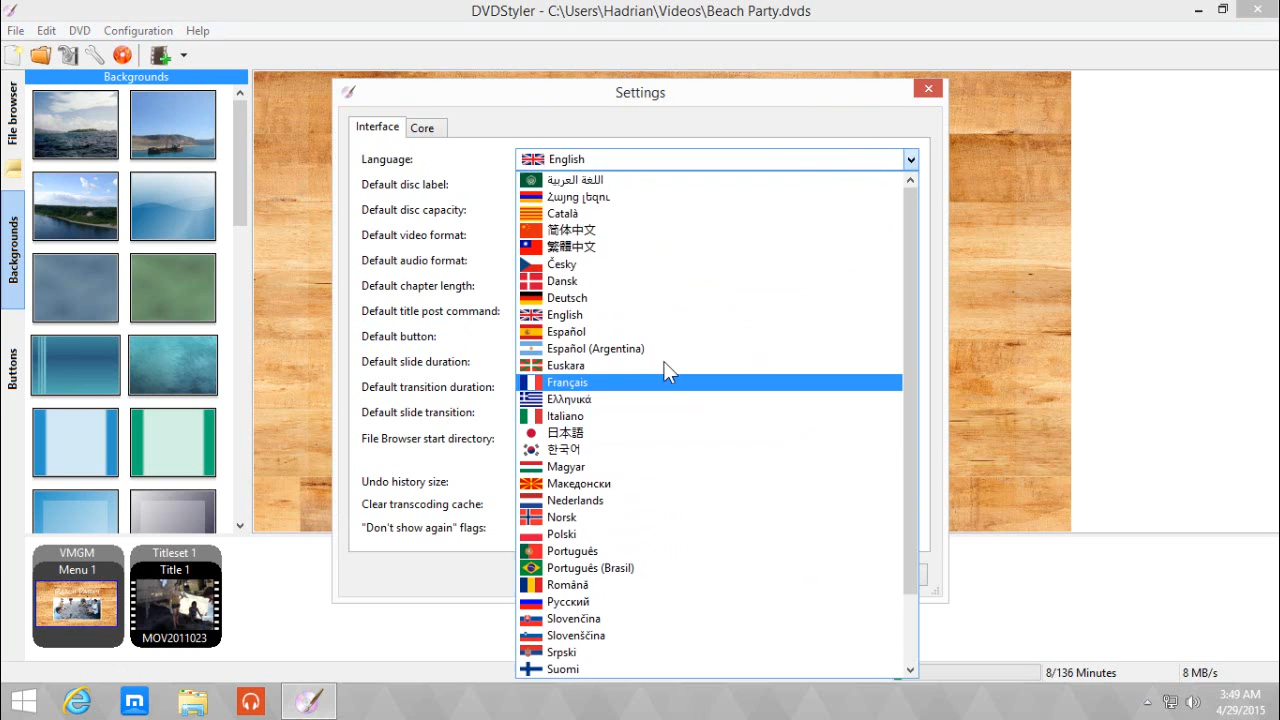 DVDStyler - C:\Users\Hadrian\Videos\Beach Party.dvds
File Edit DVD Configuration Help
File brower
Backgrounds
Buttons
Backgrounds
Settings
Interface Core
Language: English
Default disc label:
Default disc capacity:
Default video format:
Default audio format:
Default chapter length:
Default title post command:
Default button:
Default slide duration:
Default transition duration:
Default slide transition:
File Browser start directory:
Undo history size:
Clear transcoding cache:
"Don't show again" flags:
اللغة العربية
Հայոց լեզու
Català
简体中文
繁體中文
Česky
Dansk
Deutsch
English
Español
Español (Argentina)
Euskara
Français
Ελληνικά
Italiano
日本語
한국어
Magyar
Македонски
Nederlands
Norsk
Polski
Português
Português (Brasil)
Română
Русский
Slovenčina
Slovenščina
Srpski
Suomi
VMGM
Menu 1
Beach Party
Titleset 1
Title 1
MOV2011023
8/136 Minutes
8 MB/s
3:49 AM
4/29/2015